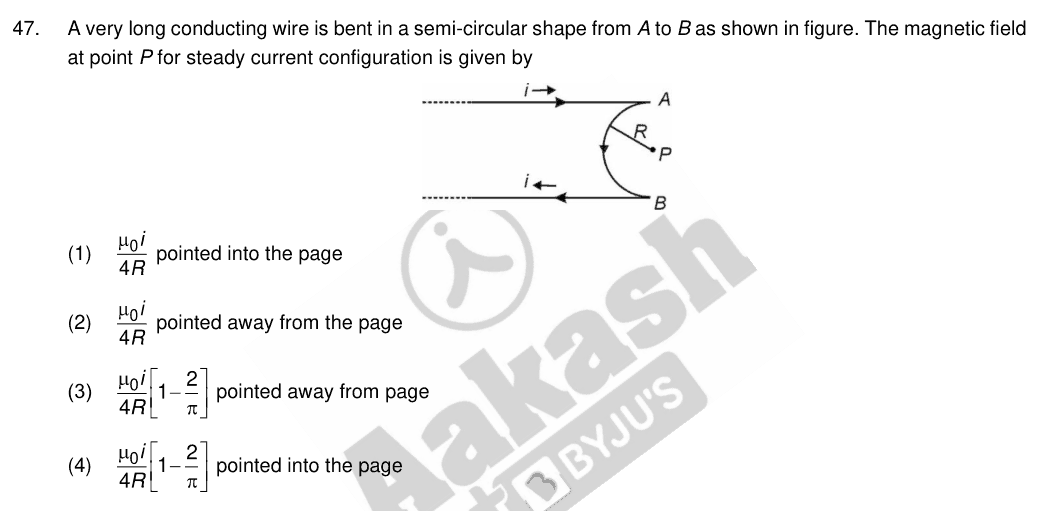 47. A very long conducting wire is bent in a semi-circular shape from A to B as shown in figure. The magnetic field
at point P for steady current configuration is given by
i→
A
R
P
i←
B
(1) μ₀i/4R pointed into the page
(2) μ₀i/4R pointed away from the page
(3) μ₀i/4R[1−2/π] pointed away from page
(4) μ₀i/4R[1−2/π] pointed into the page
Aakash
BYJU'S